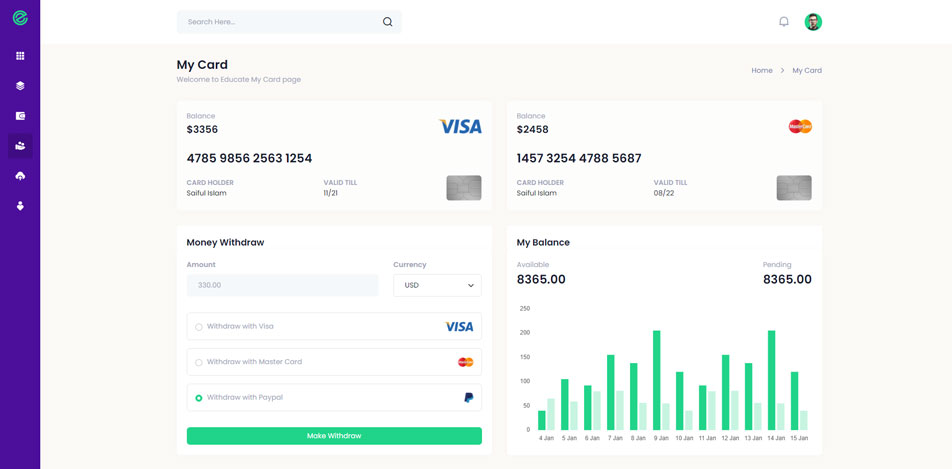 Search Here...
My Card
Welcome to Educate My Card page
Home > My Card
Balance
$3356
VISA
4785 9856 2563 1254
CARD HOLDER VALID TILL
Saiful Islam 11/21
Balance
$2458
MasterCard
1457 3254 4788 5687
CARD HOLDER VALID TILL
Saiful Islam 08/22
Money Withdraw
Amount Currency
330.00 USD
Withdraw with Visa VISA
Withdraw with Master Card
Withdraw with Paypal
Make Withdraw
My Balance
Available Pending
8365.00 8365.00
250
200
150
100
50
0
4 Jan 5 Jan 6 Jan 7 Jan 8 Jan 9 Jan 10 Jan 11 Jan 12 Jan 13 Jan 14 Jan 15 Jan